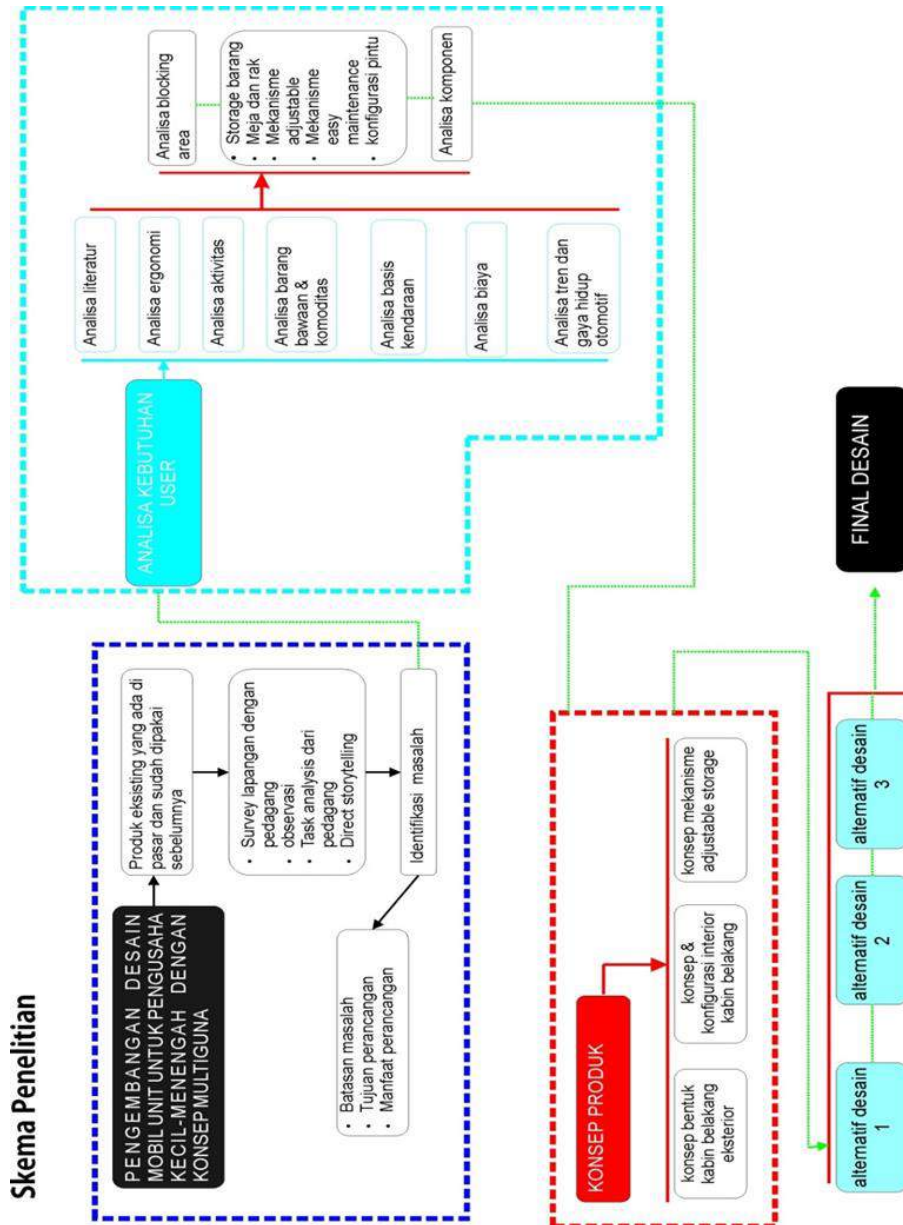 Skema Penelitian
PENGEMBANGAN DESAIN
MOBIL UNIT UNTUK PENGUSAHA
KECIL-MENENGAH DENGAN
KONSEP MULTIGUNA
Produk eksisting yang ada di
pasar dan sudah dipakai
sebelumnya
• Survey lapangan dengan
pedagang
• observasi
• Task analysis dari
pedagang
• Direct storytelling
Identifikasi masalah
• Batasan masalah
• Tujuan perancangan
• Manfaat perancangan
ANALISA KEBUTUHAN
USER
Analisa literatur
Analisa ergonomi
Analisa aktivitas
Analisa barang
bawaan &
komoditas
Analisa basis
kendaraan
Analisa biaya
Analisa tren dan
gaya hidup
otomotif
Analisa blocking
area
• Storage barang
• Meja dan rak
• Mekanisme
adjustable
• Mekanisme
easy
maintenance
• konfigurasi pintu
Analisa komponen
KONSEP PRODUK
konsep bentuk
kabin belakang
eksterior
konsep &
konfigurasi interior
kabin belakang
konsep mekanisme
adjustable storage
alternatif desain
1
alternatif desain
2
alternatif desain
3
FINAL DESAIN